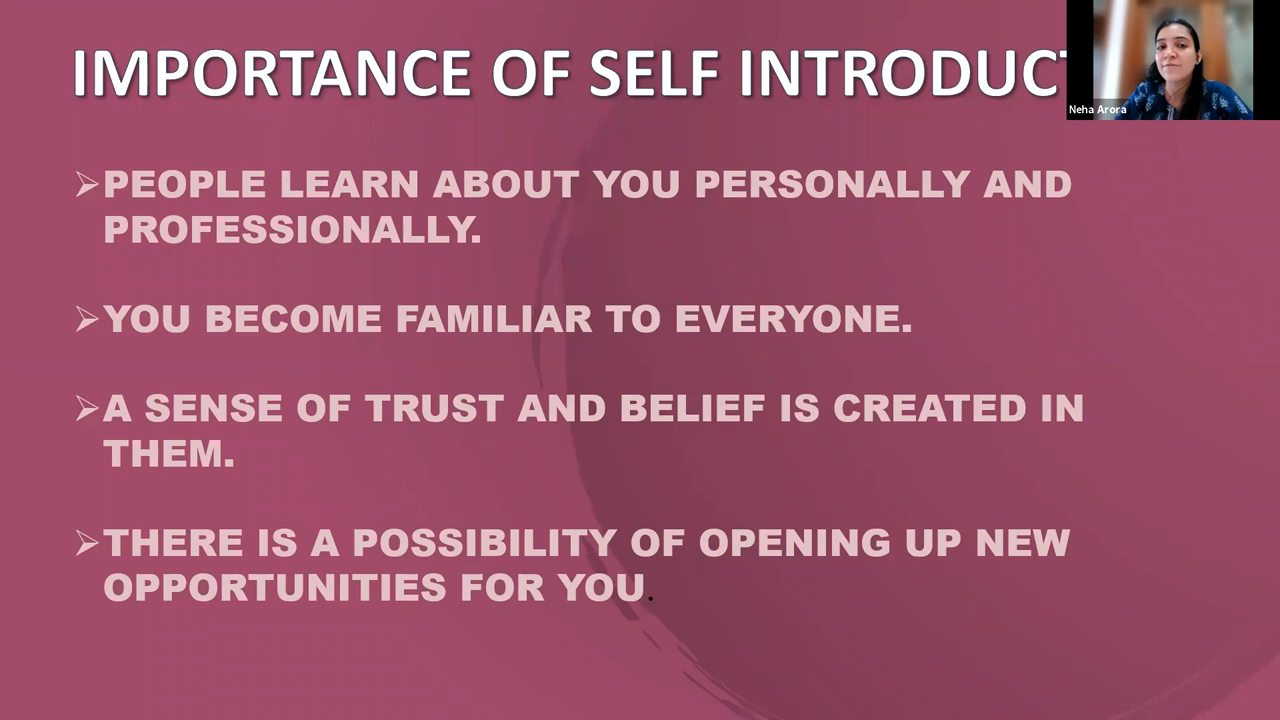 IMPORTANCE OF SELF INTRODUCT
Neha Arora
➢PEOPLE LEARN ABOUT YOU PERSONALLY AND
PROFESSIONALLY.
➢YOU BECOME FAMILIAR TO EVERYONE.
➢A SENSE OF TRUST AND BELIEF IS CREATED IN
THEM.
➢THERE IS A POSSIBILITY OF OPENING UP NEW
OPPORTUNITIES FOR YOU.